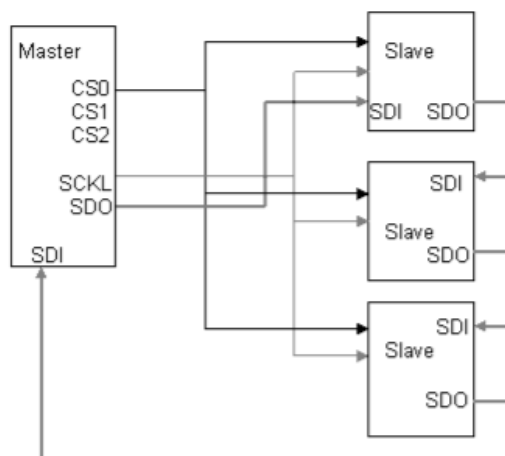 Master
CS0
CS1
CS2
SCKL
SDO
SDI
Slave
SDI SDO
SDI
Slave
SDO
SDI
Slave
SDO